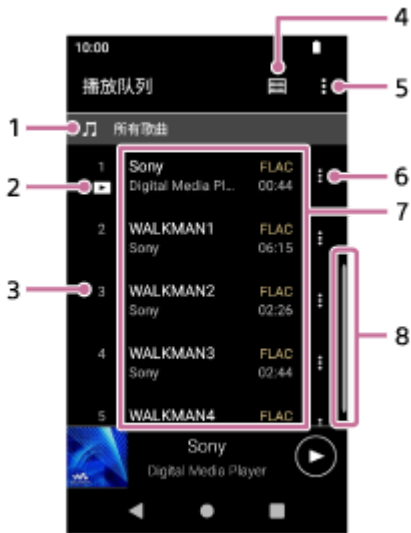 4
10:00
播放队列
5
1
所有歌曲
1 Sony FLAC
Digital Media Pl... 00:44
6
2
7
2 WALKMAN1 FLAC
Sony 06:15
3
3 WALKMAN2 FLAC
Sony 02:26
8
4 WALKMAN3 FLAC
Sony 02:44
5 WALKMAN4 FLAC
Sony
Digital Media Player